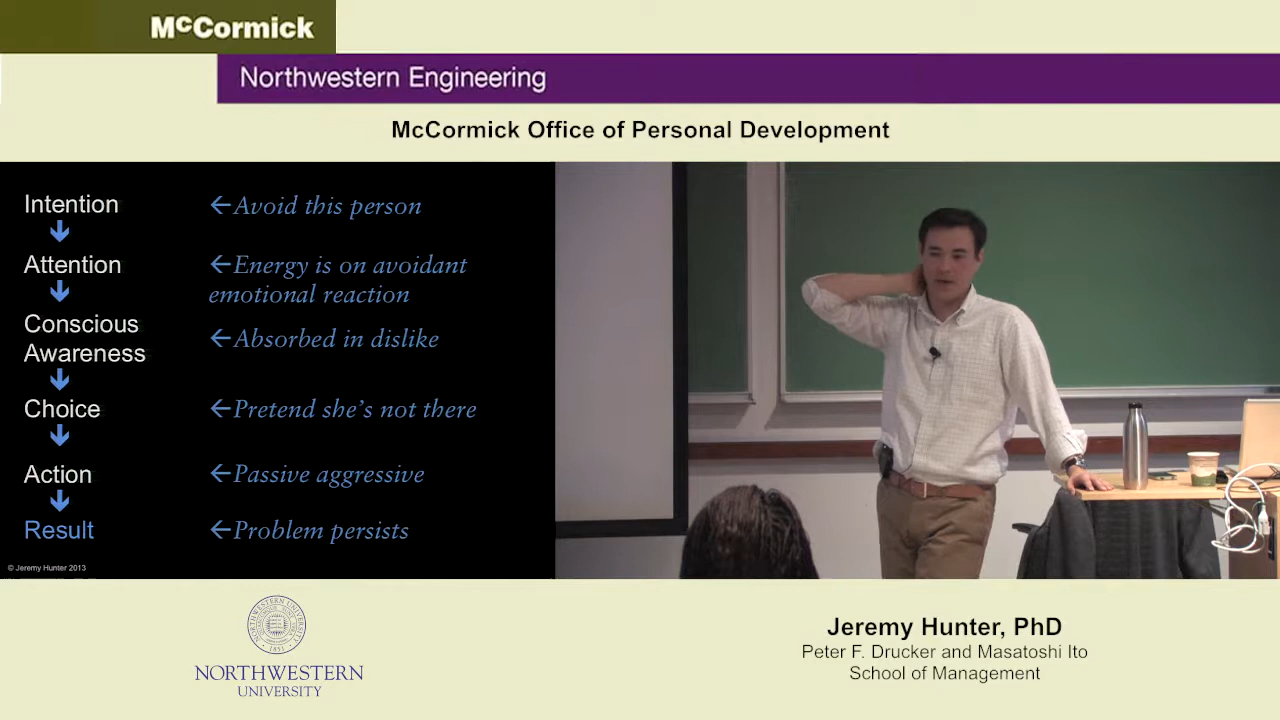 McCormick
Northwestern Engineering
McCormick Office of Personal Development
Intention ←Avoid this person
Attention ←Energy is on avoidant
emotional reaction
Conscious
Awareness ←Absorbed in dislike
Choice ←Pretend she's not there
Action ←Passive aggressive
Result ←Problem persists
© Jeremy Hunter 2013
NORTHWESTERN
UNIVERSITY
Jeremy Hunter, PhD
Peter F. Drucker and Masatoshi Ito
School of Management